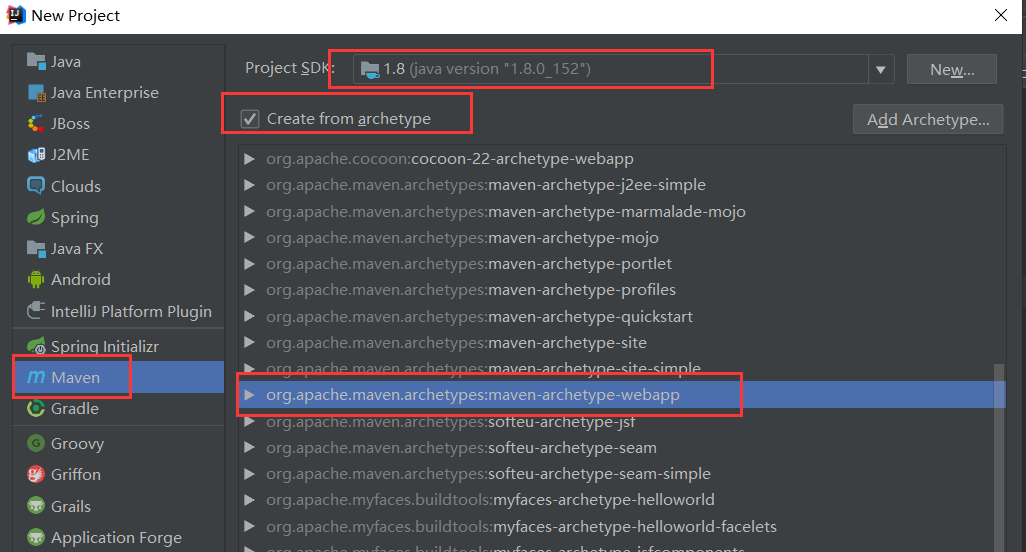 New Project
Java
Java Enterprise
JBoss
J2ME
Clouds
Spring
Java FX
Android
IntelliJ Platform Plugin
Spring Initializr
Maven
Gradle
Groovy
Griffon
Grails
Application Forge
Project SDK: 1.8 (java version "1.8.0_152") New...
Create from archetype Add Archetype...
org.apache.cocoon:cocoon-22-archetype-webapp
org.apache.maven.archetypes:maven-archetype-j2ee-simple
org.apache.maven.archetypes:maven-archetype-marmalade-mojo
org.apache.maven.archetypes:maven-archetype-mojo
org.apache.maven.archetypes:maven-archetype-portlet
org.apache.maven.archetypes:maven-archetype-profiles
org.apache.maven.archetypes:maven-archetype-quickstart
org.apache.maven.archetypes:maven-archetype-site
org.apache.maven.archetypes:maven-archetype-site-simple
org.apache.maven.archetypes:maven-archetype-webapp
org.apache.maven.archetypes:softeu-archetype-jsf
org.apache.maven.archetypes:softeu-archetype-seam
org.apache.maven.archetypes:softeu-archetype-seam-simple
org.apache.myfaces.buildtools:myfaces-archetype-helloworld
org.apache.myfaces.buildtools:myfaces-archetype-helloworld-facelets
org.apache.myfaces.buildtools:myfaces-archetype-jsfcomponents